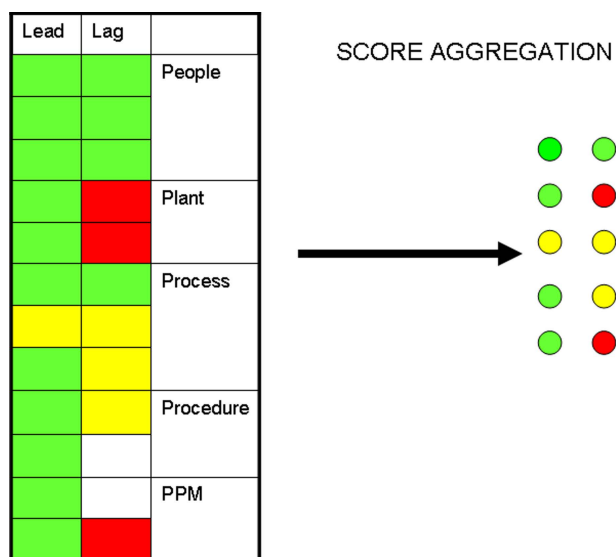 Lead Lag
SCORE AGGREGATION
People
Plant
Process
Procedure
PPM